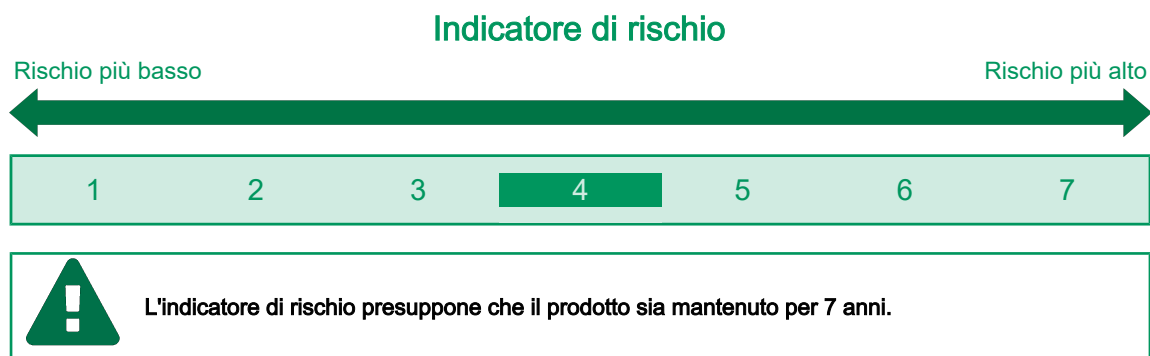 Indicatore di rischio
Rischio più basso Rischio più alto
1 2 3 4 5 6 7
L'indicatore di rischio presuppone che il prodotto sia mantenuto per 7 anni.